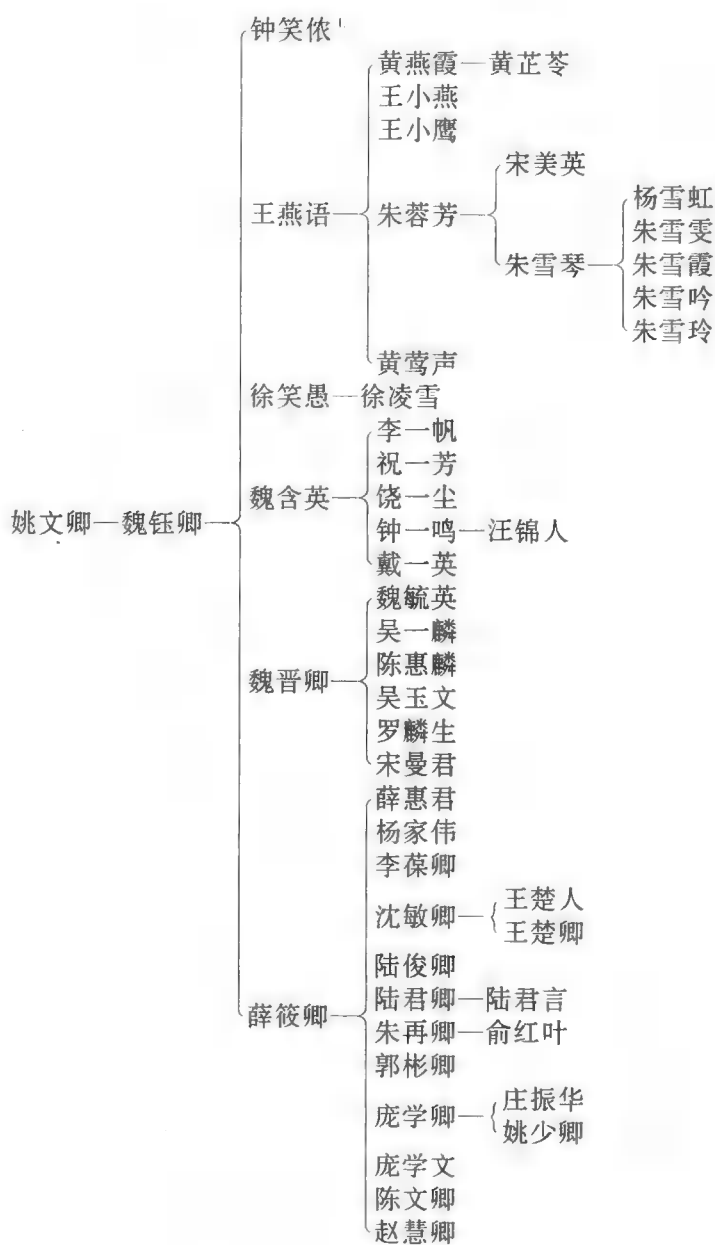 钟笑侬
黄燕霞—黄芷苓
王小燕
王小鹰
宋美英
杨雪虹
朱雪雯
王燕语—朱蓉芳
朱雪琴—朱雪霞
朱雪吟
朱雪玲
黄莺声
徐笑愚—徐凌雪
李一帆
祝一芳
魏含英—饶一尘
姚文卿—魏钰卿
钟一鸣—汪锦人
戴一英
魏毓英
吴一麟
陈惠麟
魏晋卿—吴玉文
罗麟生
宋曼君
薛惠君
杨家伟
李葆卿
沈敏卿—王楚人
王楚卿
陆俊卿
薛筱卿—陆君卿—陆君言
朱再卿—俞红叶
郭彬卿
庞学卿—庄振华
姚少卿
庞学文
陈文卿
赵慧卿